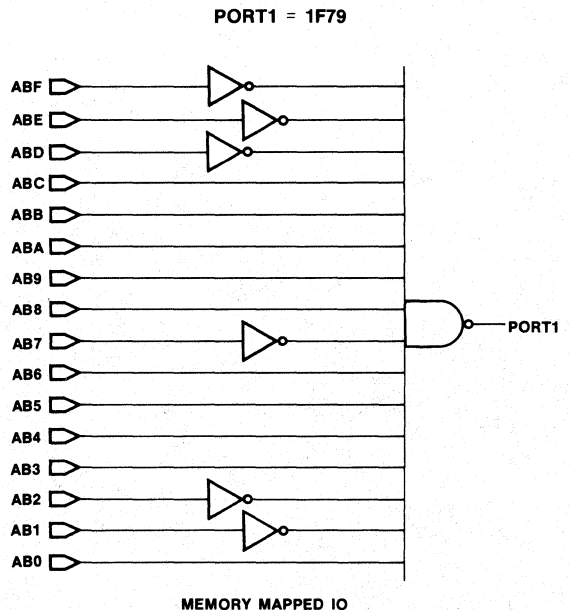 PORT1 = 1F79
ABF
ABE
ABD
ABC
ABB
ABA
AB9
AB8
PORT1
AB7
AB6
AB5
AB4
AB3
AB2
AB1
AB0
MEMORY MAPPED IO